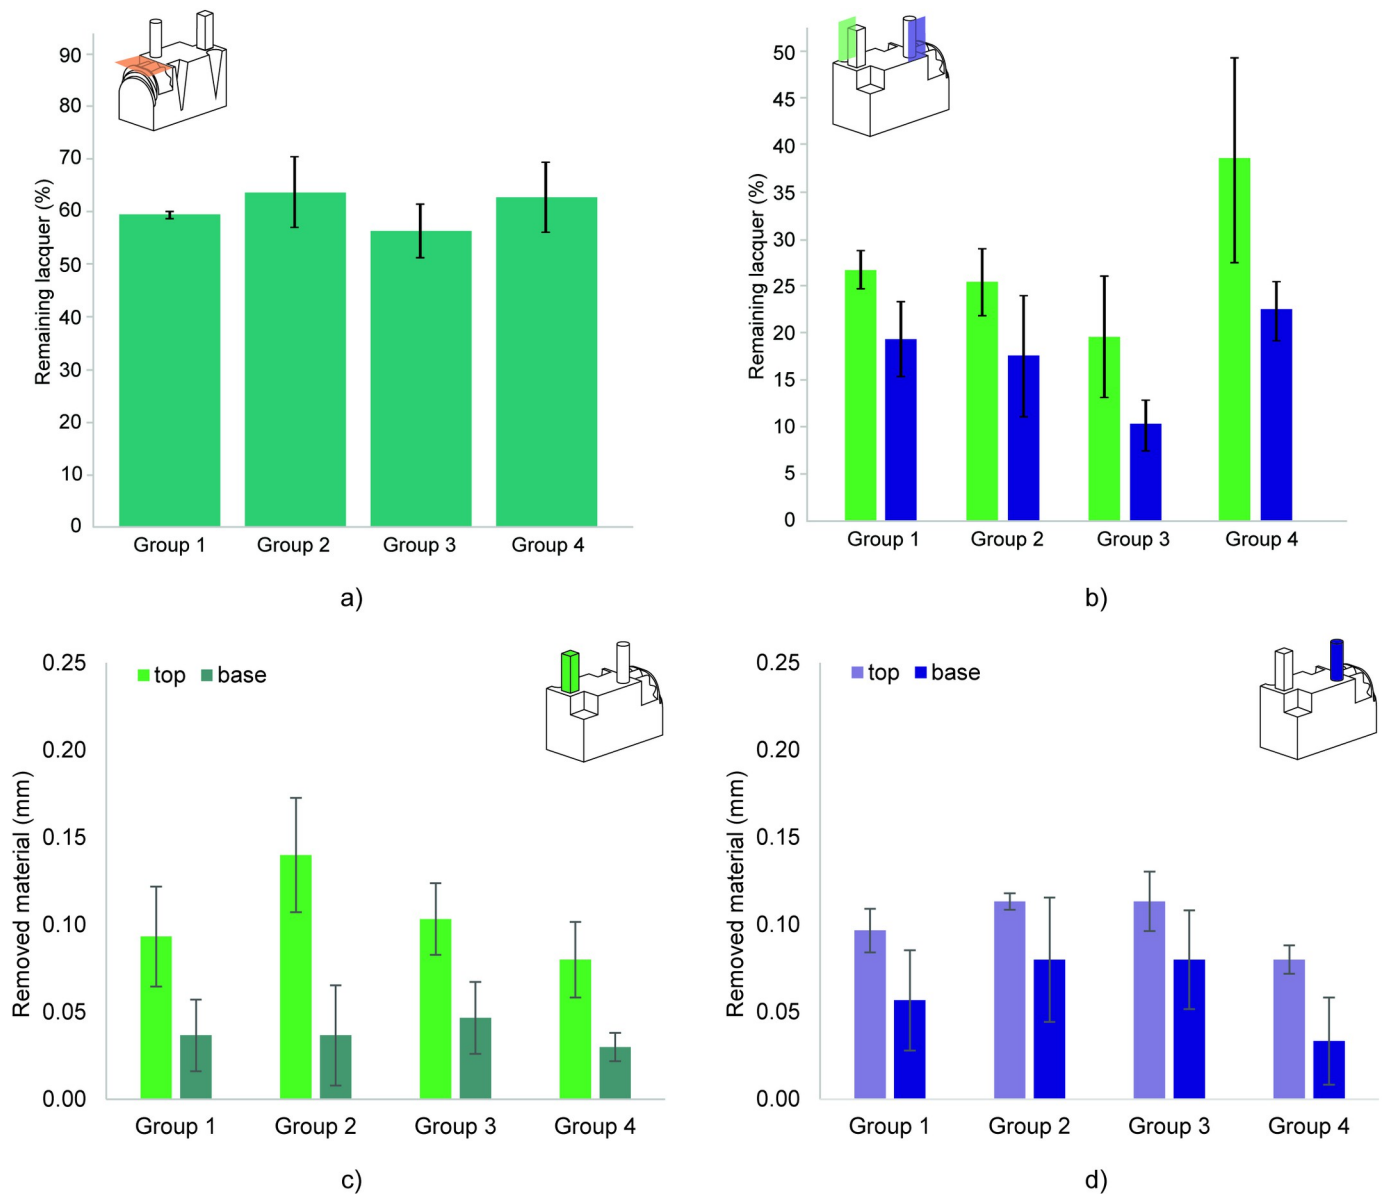 Remaining lacquer (%)
90
80
70
60
50
40
30
20
10
0
Group 1 Group 2 Group 3 Group 4
a)
Remaining lacquer (%)
50
45
40
35
30
25
20
15
10
5
0
Group 1 Group 2 Group 3 Group 4
b)
Removed material (mm)
top base
0.25
0.20
0.15
0.10
0.05
0.00
Group 1 Group 2 Group 3 Group 4
c)
Removed material (mm)
top base
0.25
0.20
0.15
0.10
0.05
0.00
Group 1 Group 2 Group 3 Group 4
d)